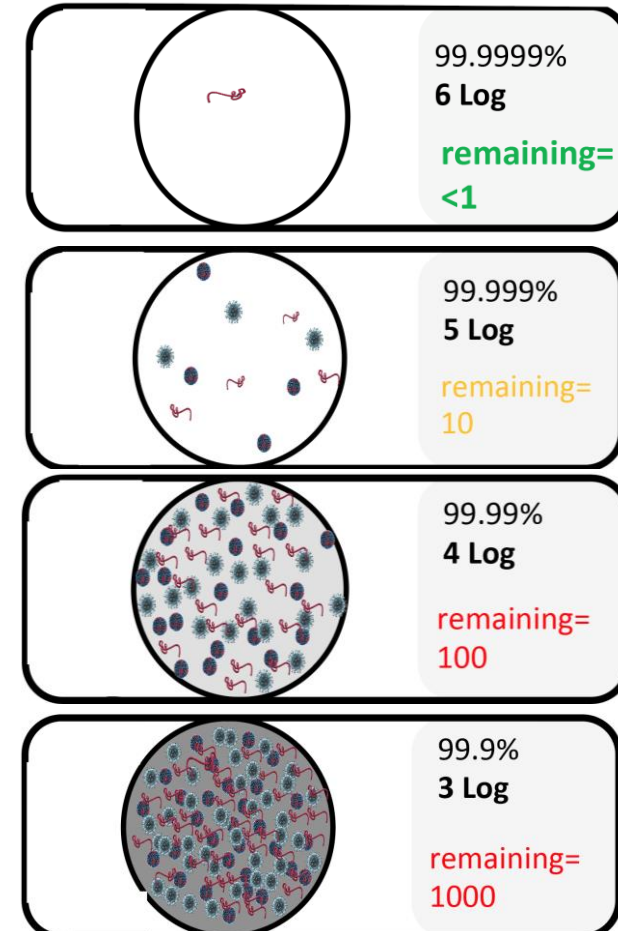 99.9999%
6 Log
remaining=
<1
99.999%
5 Log
remaining=
10
99.99%
4 Log
remaining=
100
99.9%
3 Log
remaining=
1000